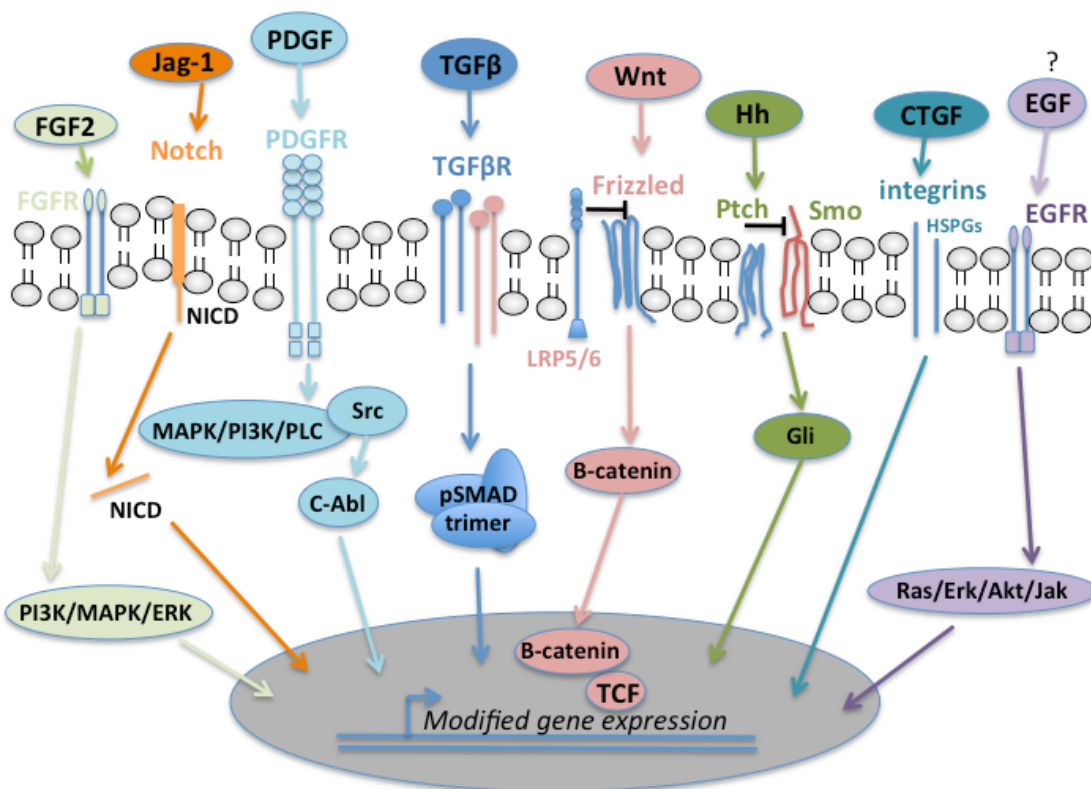 PDGF
?
Jag-1
TGFβ
Wnt
EGF
FGF2
Hh
CTGF
Notch
PDGFR
TGFβR
Frizzled
integrins
FGFR
Ptch
Smo
HSPGs
EGFR
NICD
LRP5/6
Src
MAPK/PI3K/PLC
Gli
B-catenin
C-Abl
pSMAD
trimer
NICD
Ras/Erk/Akt/Jak
PI3K/MAPK/ERK
B-catenin
TCF
Modified gene expression